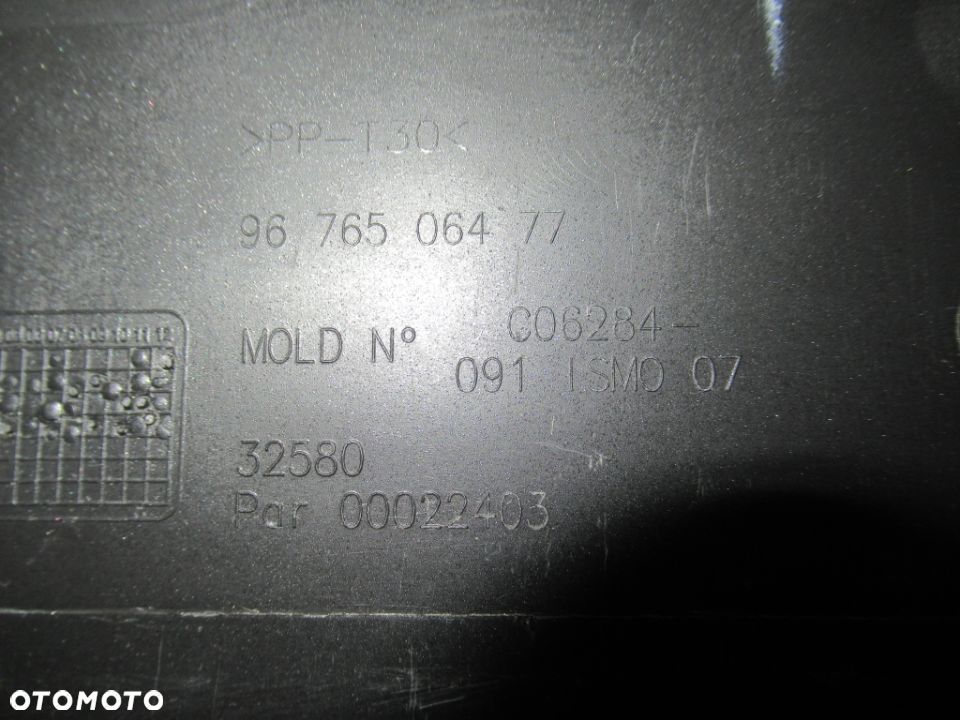 >PP-T30<
96 765 064 77
MOLD N° C06284-
091 ISMO 07
32580
Par 00022403
OTOMOTO